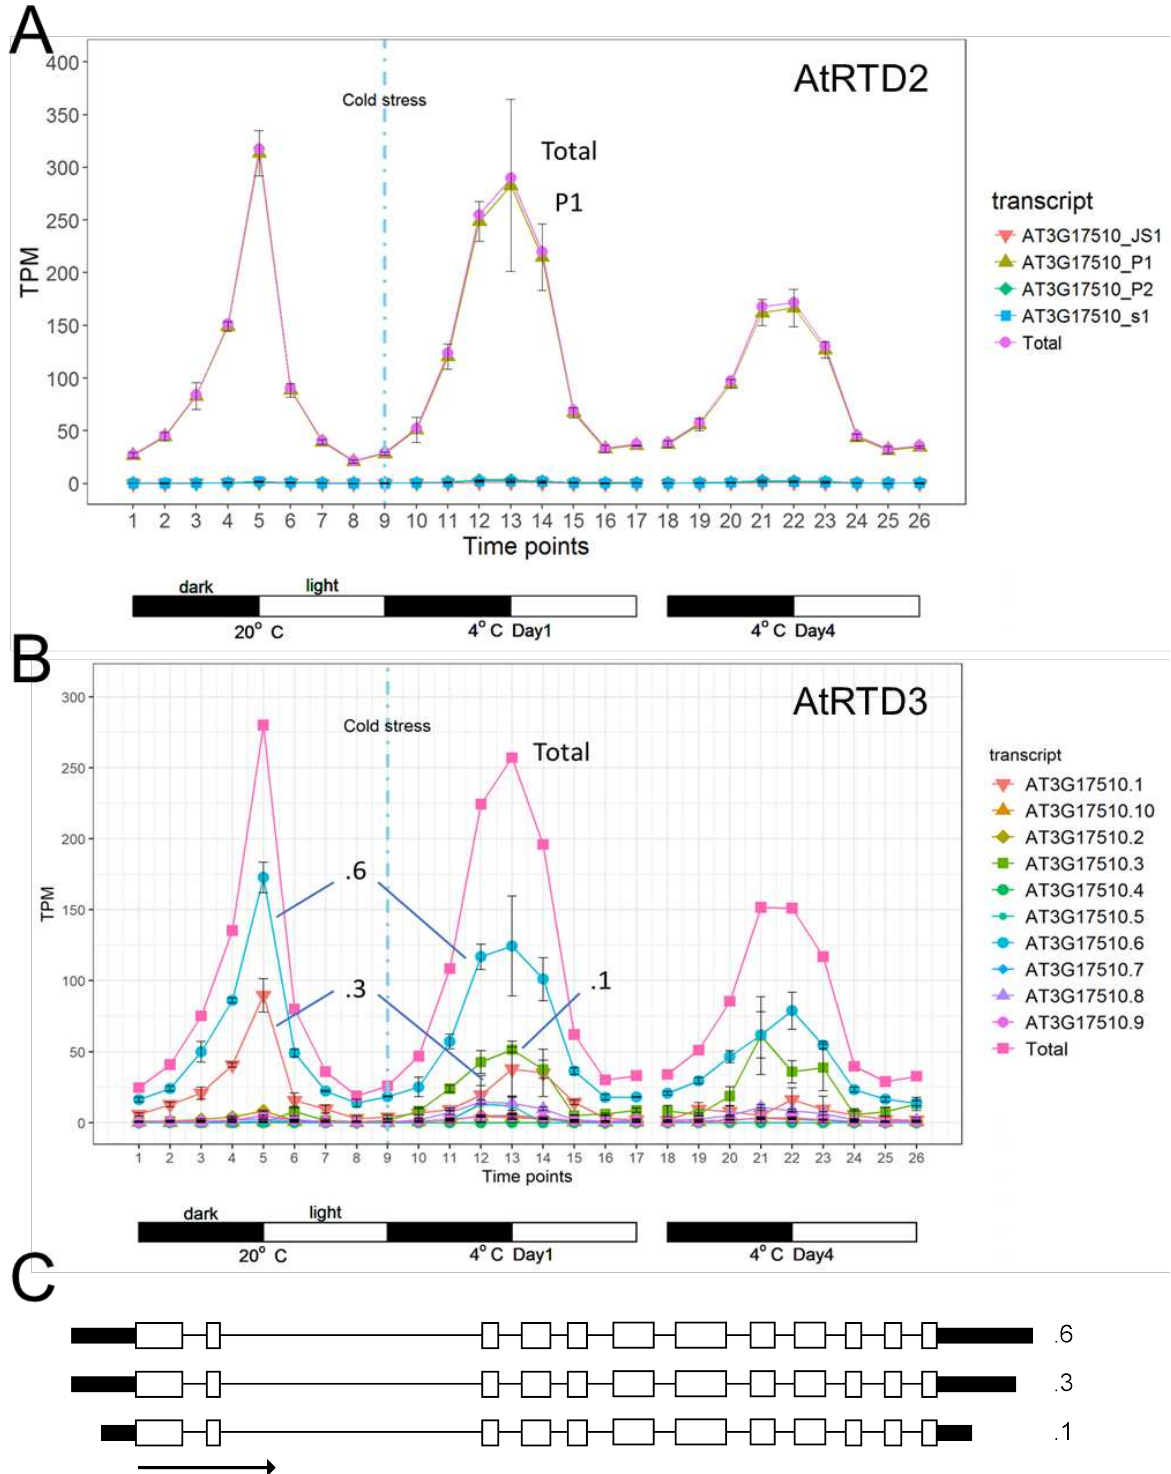 A
AtRTD2
Cold stress
Total
P1
TPM
400
350
300
250
200
150
100
50
0
1 2 3 4 5 6 7 8 9 10 11 12 13 14 15 16 17 18 19 20 21 22 23 24 25 26
Time points
transcript
AT3G17510_JS1
AT3G17510_P1
AT3G17510_P2
AT3G17510_s1
Total
dark light
20° C 4° C Day1 4° C Day4
B
AtRTD3
Cold stress
Total
.6
.3
.1
TPM
300
250
200
150
100
50
0
1 2 3 4 5 6 7 8 9 10 11 12 13 14 15 16 17 18 19 20 21 22 23 24 25 26
Time points
transcript
AT3G17510.1
AT3G17510.10
AT3G17510.2
AT3G17510.3
AT3G17510.4
AT3G17510.5
AT3G17510.6
AT3G17510.7
AT3G17510.8
AT3G17510.9
Total
dark light
20° C 4° C Day1 4° C Day4
C
.6
.3
.1